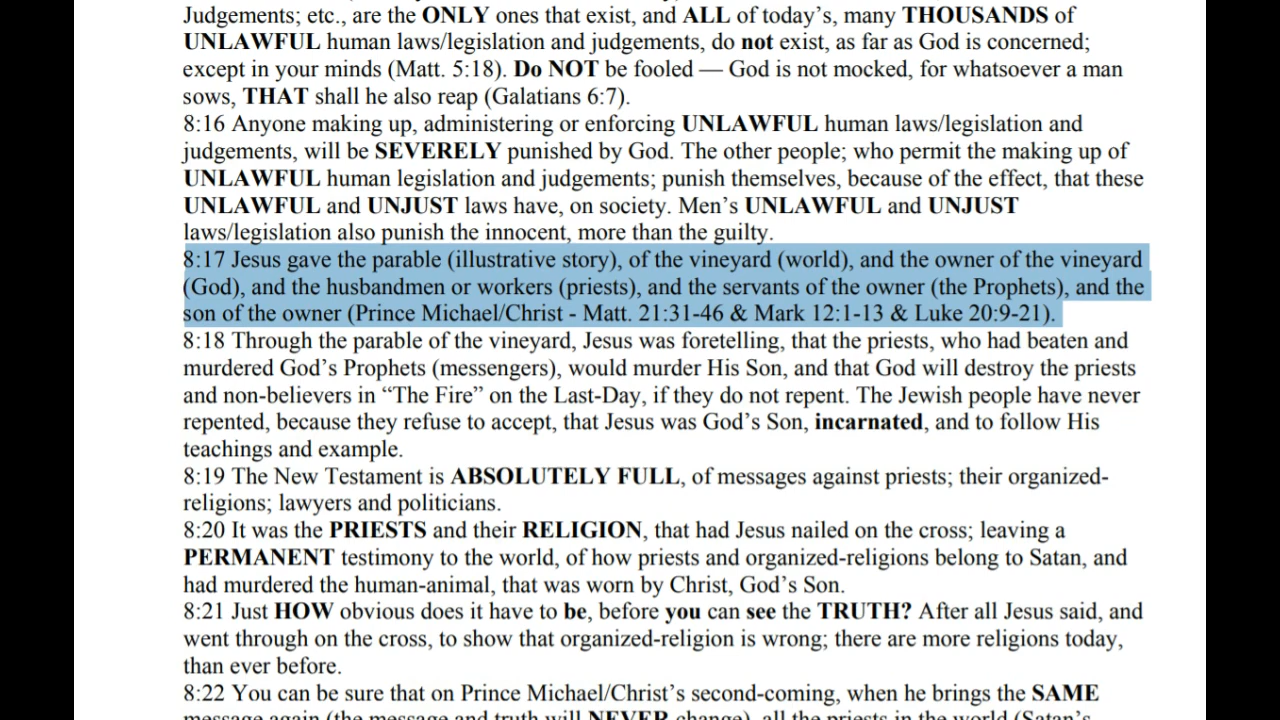 Judgements; etc., are the ONLY ones that exist, and ALL of today's, many THOUSANDS of
UNLAWFUL human laws/legislation and judgements, do not exist, as far as God is concerned;
except in your minds (Matt. 5:18). Do NOT be fooled — God is not mocked, for whatsoever a man
sows, THAT shall he also reap (Galatians 6:7).
8:16 Anyone making up, administering or enforcing UNLAWFUL human laws/legislation and
judgements, will be SEVERELY punished by God. The other people; who permit the making up of
UNLAWFUL human legislation and judgements; punish themselves, because of the effect, that these
UNLAWFUL and UNJUST laws have, on society. Men's UNLAWFUL and UNJUST
laws/legislation also punish the innocent, more than the guilty.
8:17 Jesus gave the parable (illustrative story), of the vineyard (world), and the owner of the vineyard
(God), and the husbandmen or workers (priests), and the servants of the owner (the Prophets), and the
son of the owner (Prince Michael/Christ - Matt. 21:31-46 & Mark 12:1-13 & Luke 20:9-21).
8:18 Through the parable of the vineyard, Jesus was foretelling, that the priests, who had beaten and
murdered God's Prophets (messengers), would murder His Son, and that God will destroy the priests
and non-believers in “The Fire” on the Last-Day, if they do not repent. The Jewish people have never
repented, because they refuse to accept, that Jesus was God's Son, incarnated, and to follow His
teachings and example.
8:19 The New Testament is ABSOLUTELY FULL, of messages against priests; their organized-
religions; lawyers and politicians.
8:20 It was the PRIESTS and their RELIGION, that had Jesus nailed on the cross; leaving a
PERMANENT testimony to the world, of how priests and organized-religions belong to Satan, and
had murdered the human-animal, that was worn by Christ, God's Son.
8:21 Just HOW obvious does it have to be, before you can see the TRUTH? After all Jesus said, and
went through on the cross, to show that organized-religion is wrong; there are more religions today,
than ever before.
8:22 You can be sure that on Prince Michael/Christ's second-coming, when he brings the SAME
message again (the message and truth will NEVER change), all the priests in the world (Satan's